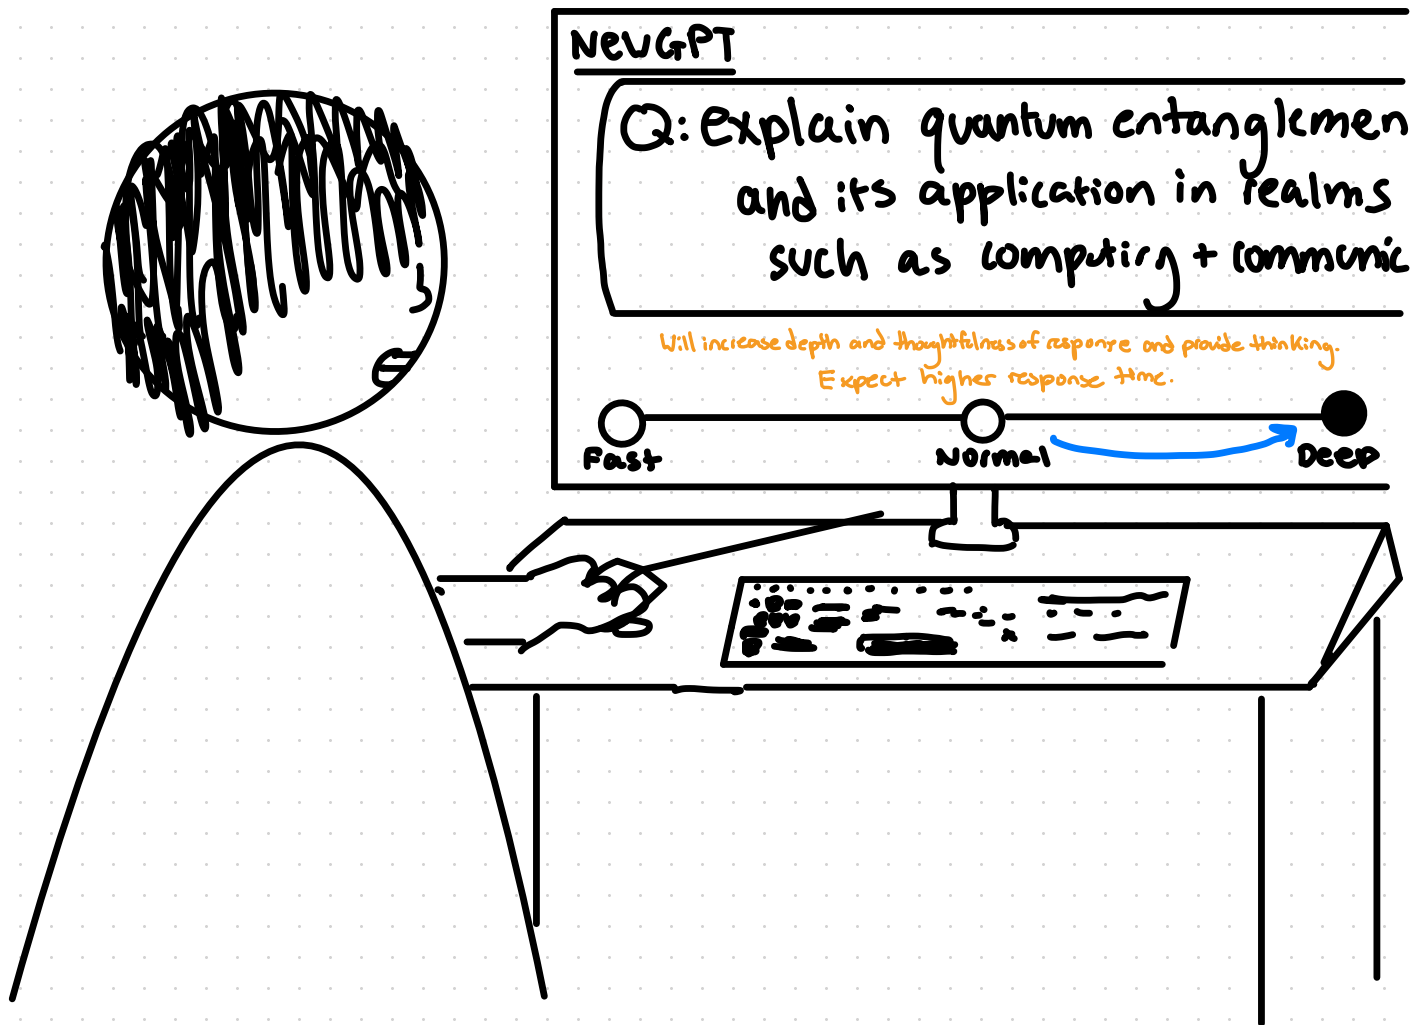 NEUGPT
Q: Explain quantum entanglemen
and its application in realms
such as computing + communic
Will increase depth and thoughtfulness of response and provide thinking.
Expect higher response time.
Fast
Normal
Deep